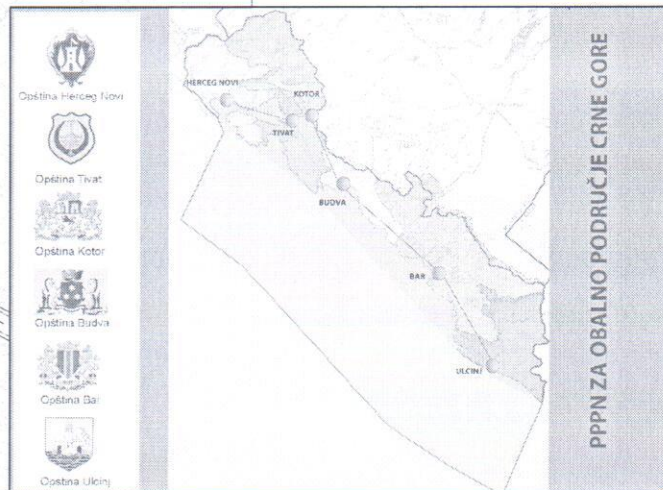 Opština Herceg Novi
Opština Tivat
Opština Kotor
Opština Budva
Opština Bar
Opština Ulcinj
HERCEG NOVI
KOTOR
TIVAT
BUDVA
BAR
ULCINJ
PPPN ZA OBALNO PODRUČJE CRNE GORE